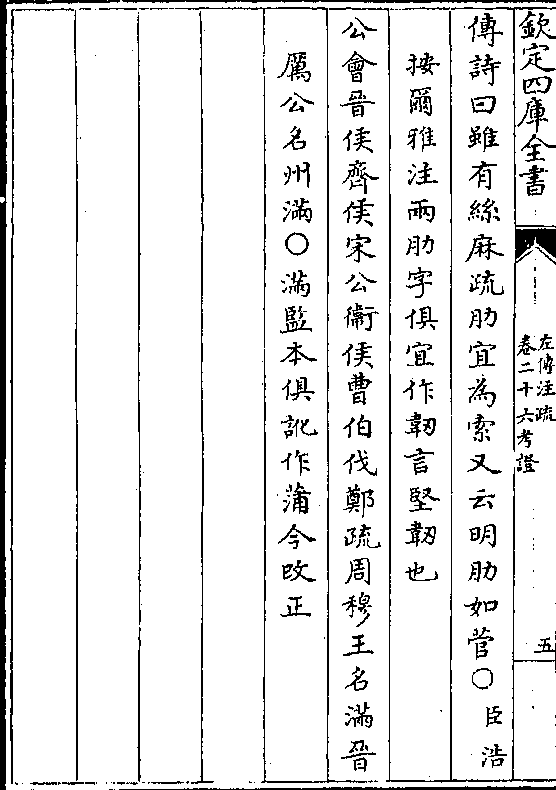 欽定四庫全書
左傳注疏
卷二十六考證
五
傳詩曰雖有絲麻疏肋宜為索又云明肋如菅○臣浩
按爾雅注兩肋字俱宜作韌言堅韌也
公會晉侯齊侯宋公衞侯曹伯伐鄭疏周穆王名滿晉
厲公名州滿○滿監本俱訛作蒲今改正